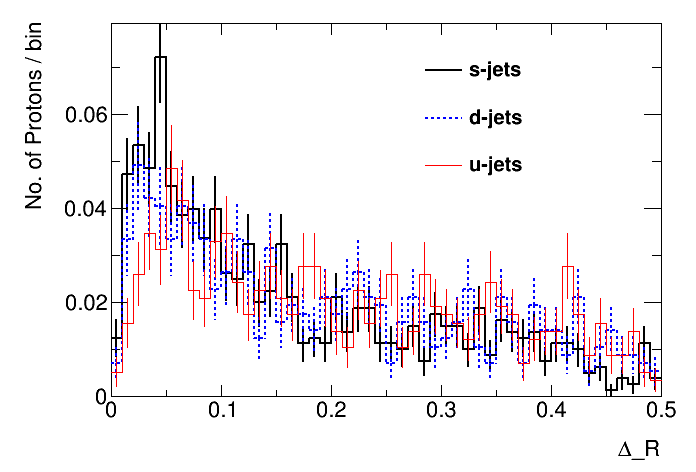 No. of Protons / bin
0.06
0.04
0.02
0
s-jets
d-jets
u-jets
0 0.1 0.2 0.3 0.4 0.5
Δ_R